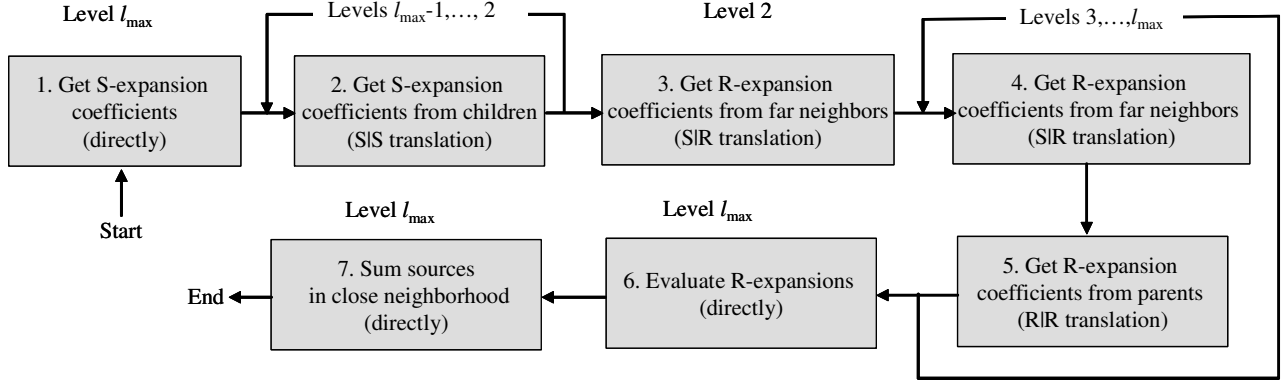 Level lmax
Levels lmax-1,…, 2
Level 2
Levels 3,…,lmax
1. Get S-expansion
coefficients
(directly)
2. Get S-expansion
coefficients from children
(S|S translation)
3. Get R-expansion
coefficients from far neighbors
(S|R translation)
4. Get R-expansion
coefficients from far neighbors
(S|R translation)
Start
Level lmax
Level lmax
End
7. Sum sources
in close neighborhood
(directly)
6. Evaluate R-expansions
(directly)
5. Get R-expansion
coefficients from parents
(R|R translation)